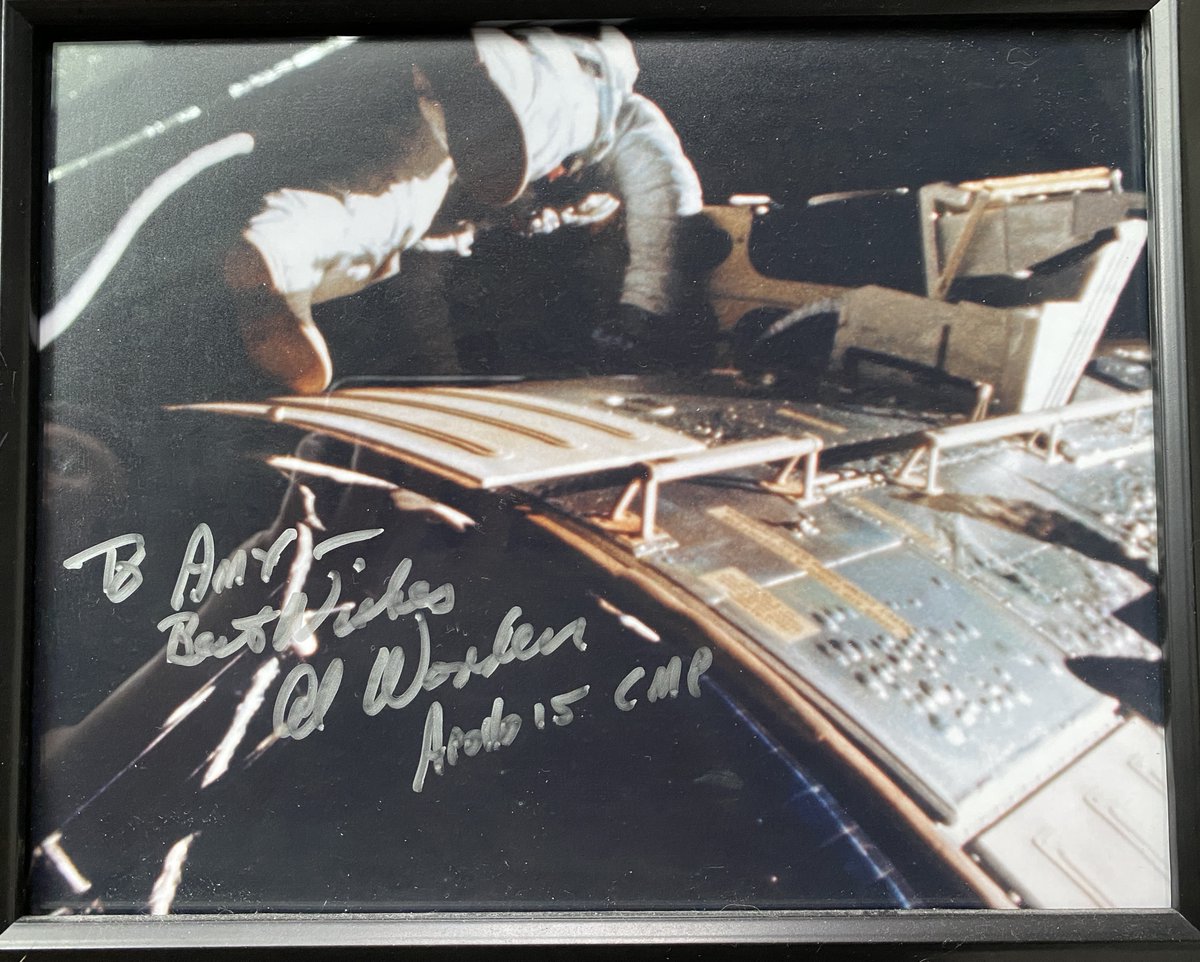 To Amy -
Best Wishes
Al Worden
Apollo 15 CMP